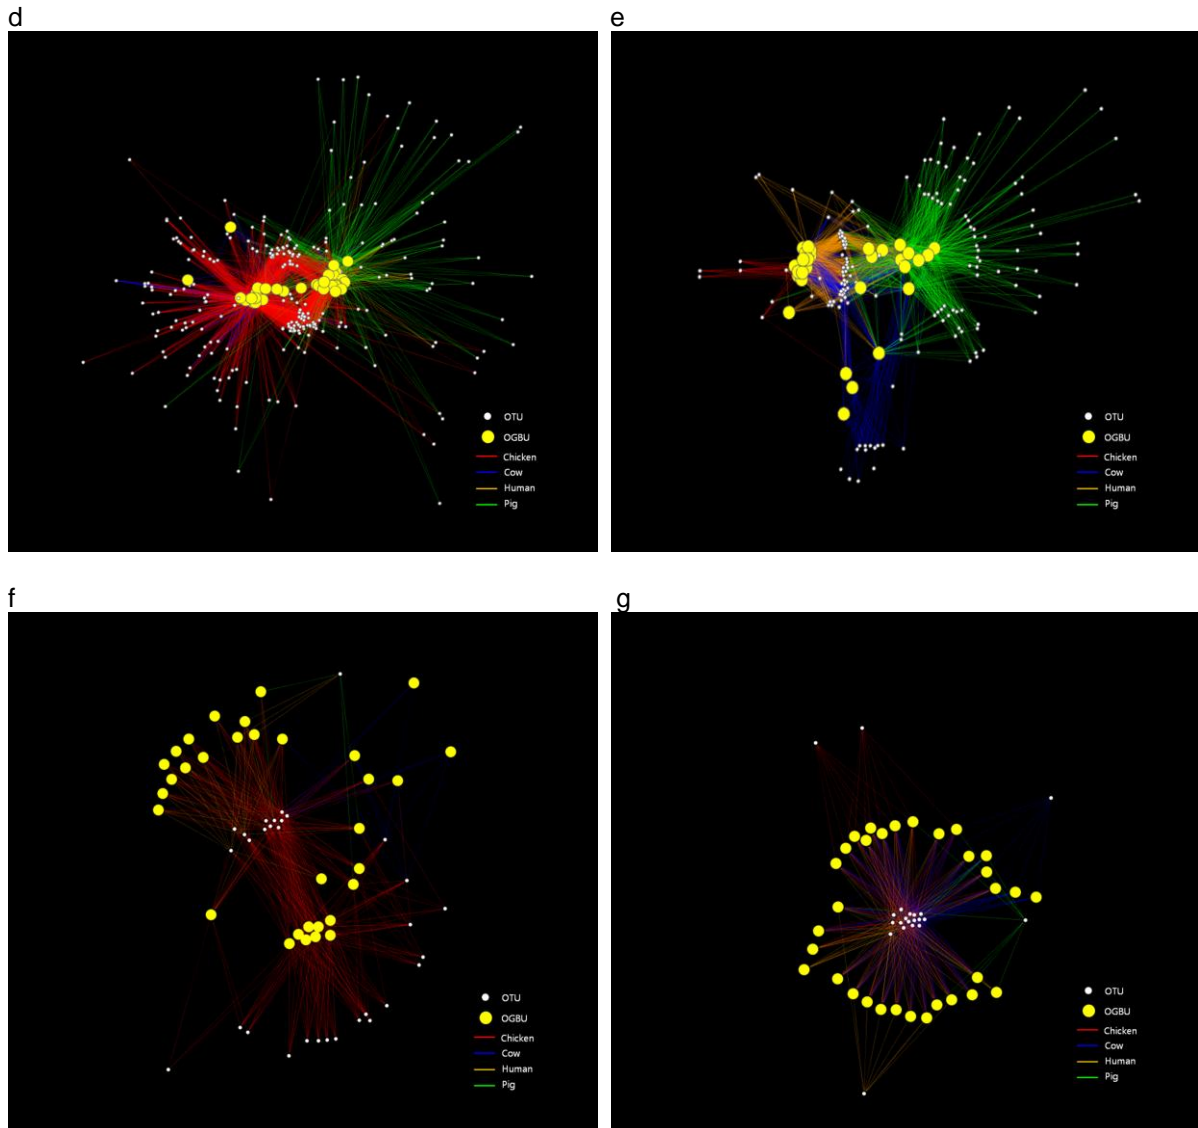 d
e
OTU
OGBU
Chicken
Cow
Human
Pig
OTU
OGBU
Chicken
Cow
Human
Pig
f
g
OTU
OGBU
Chicken
Cow
Human
Pig
OTU
OGBU
Chicken
Cow
Human
Pig